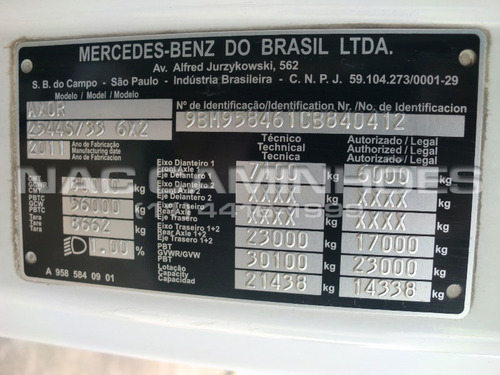 MERCEDES-BENZ DO BRASIL LTDA.
Av. Alfred Jurzykowski, 562
S. B. do Campo - São Paulo - Indústria Brasileira - C. N. P. J. 59.104.273/0001-29
Modelo / Model / Modelo
AXOR
2544S/33 6X2
Nº de Identificação/Identification Nr. /No. de Identificacion
9BM958461CB840412
2011
Ano de Fabricação
Manufacturing date
Ano de Fabricación
Técnico
Technical
Técnico
Autorizado / Legal
Authorized / Legal
Autorizado / Legal
Eixo Dianteiro 1
Front Axle 1
Eje Delantero 1
kg
6000 kg
Eixo Dianteiro 2
Front Axle 2
Eje Delantero 2
XXXX kg
XXXX kg
Eixo Traseiro
Rear Axle
Eje Trasero
XXXX kg
XXXX kg
Eixo Traseiro 1+2
Rear Axle 1+2
Eje Trasero 1+2
23000 kg
17000 kg
PBT
GVWR/GVW
PBT
30100 kg
23000 kg
Lotação
Capacity
Capacidad
21438 kg
14338 kg
CMT
kg
PBTC
GCW
PBTC
56000 kg
Tara
Tare
Tara
8662 kg
1.00 %
A 958 584 09 01
NAC CAMINHÕES